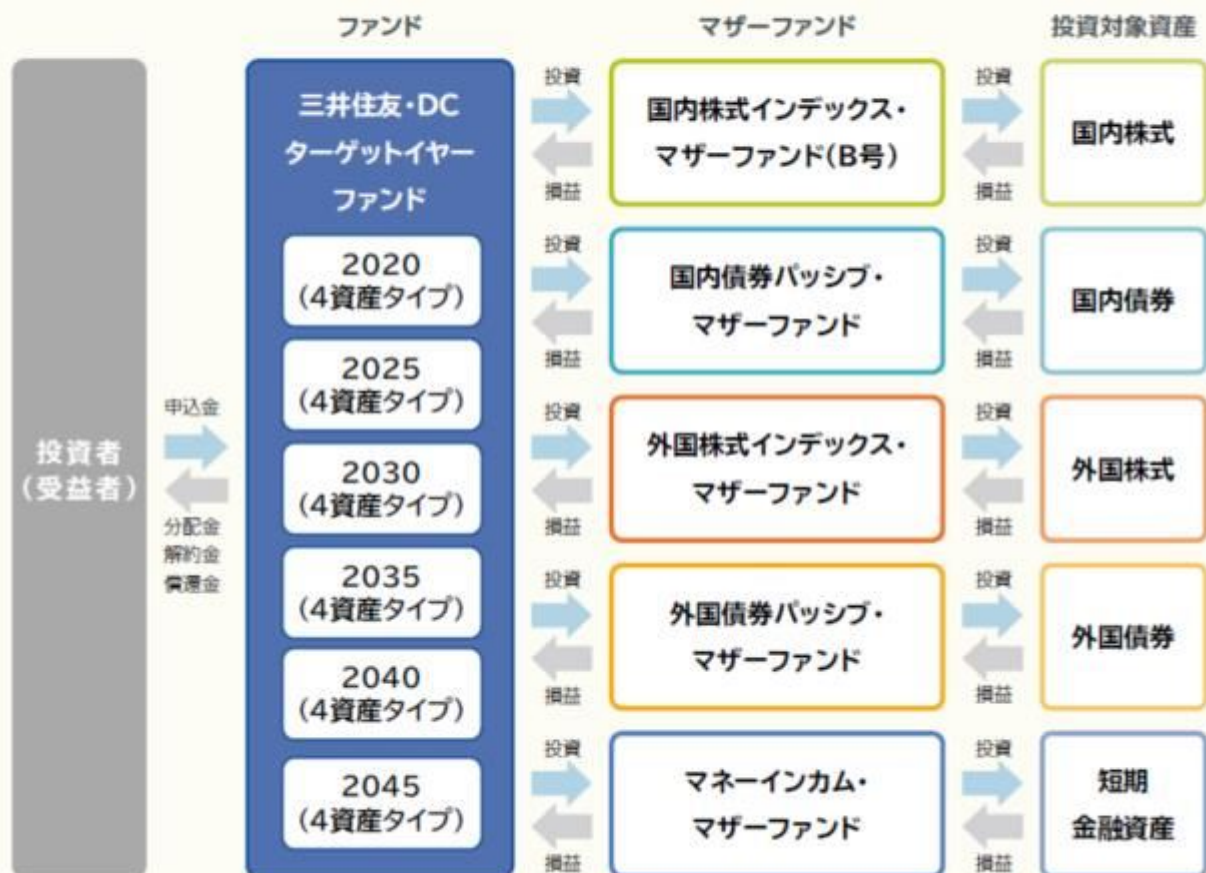 ファンド
マザーファンド
投資対象資産
投資者
(受益者)
申込金
分配金
解約金
償還金
三井住友・DC
ターゲットイヤー
ファンド
2020
(4資産タイプ)
2025
(4資産タイプ)
2030
(4資産タイプ)
2035
(4資産タイプ)
2040
(4資産タイプ)
2045
(4資産タイプ)
投資
損益
国内株式インデックス・
マザーファンド(B号)
投資
損益
国内株式
投資
損益
国内債券パッシブ・
マザーファンド
投資
損益
国内債券
投資
損益
外国株式インデックス・
マザーファンド
投資
損益
外国株式
投資
損益
外国債券パッシブ・
マザーファンド
投資
損益
外国債券
投資
損益
マネーインカム・
マザーファンド
投資
損益
短期
金融資産